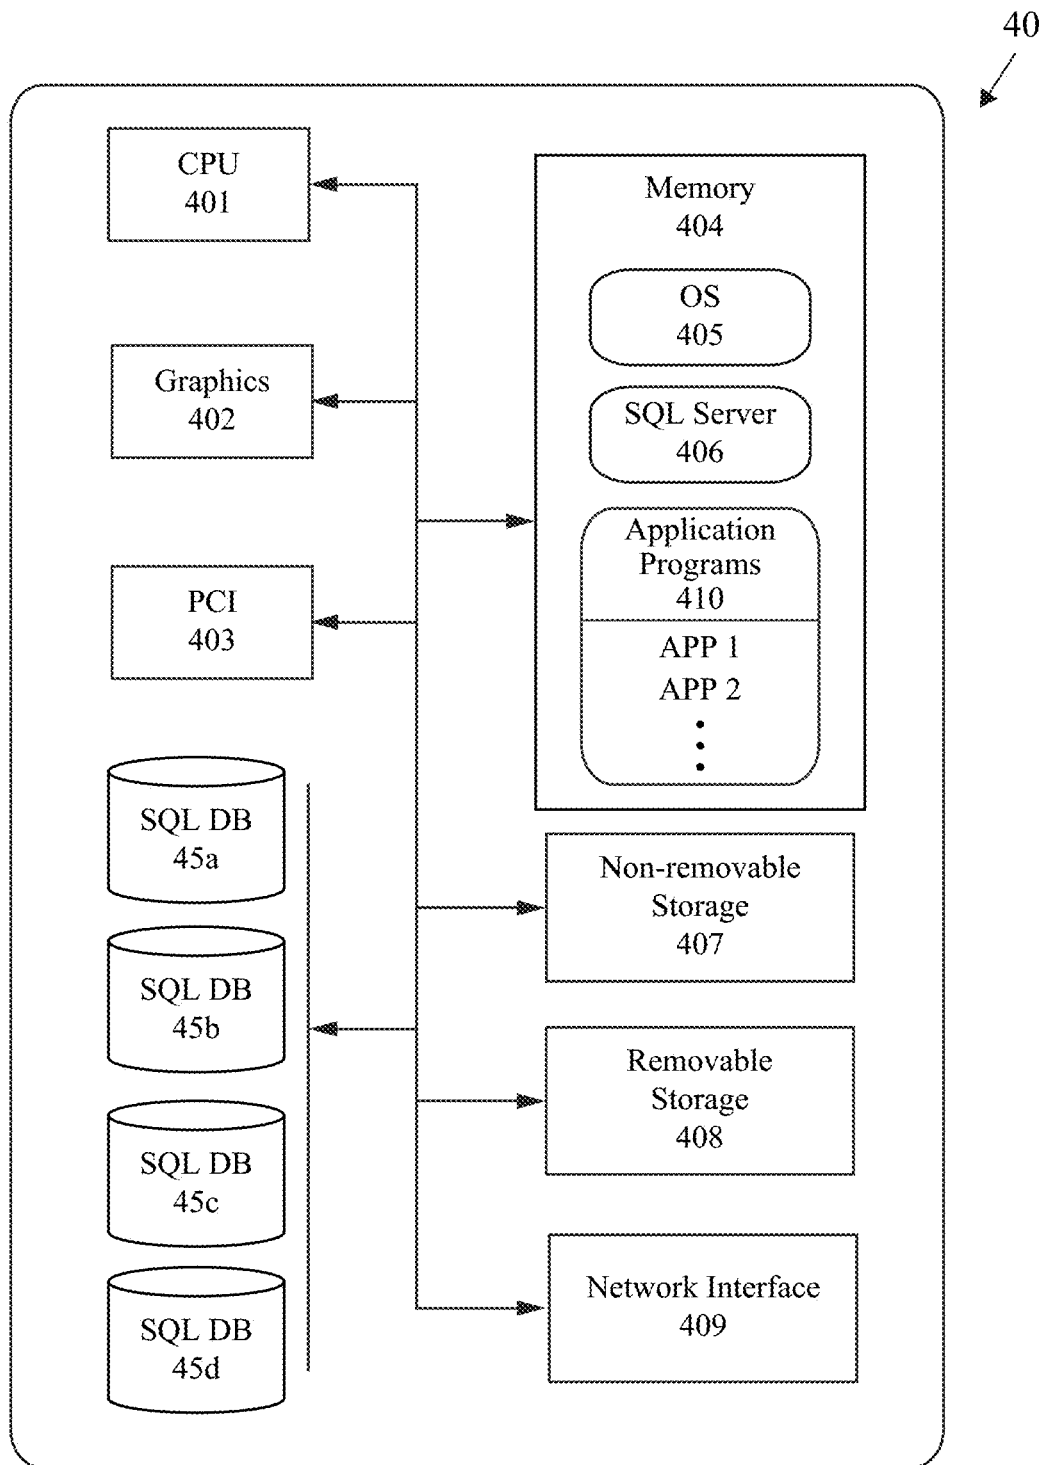 40
CPU
401
Graphics
402
PCI
403
SQL DB
45a
SQL DB
45b
SQL DB
45c
SQL DB
45d
Memory
404
OS
405
SQL Server
406
Application
Programs
410
APP 1
APP 2
Non-removable
Storage
407
Removable
Storage
408
Network Interface
409